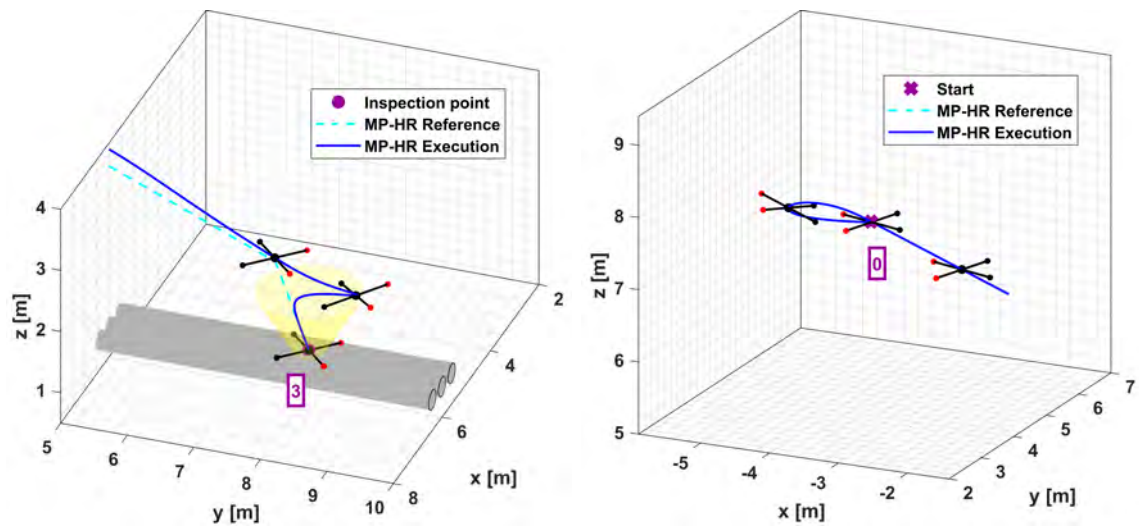 Inspection point
MP-HR Reference
MP-HR Execution
4
3
2
1
z [m]
5
6
7
8
9
10
y [m]
2
4
6
8
x [m]
3
Start
MP-HR Reference
MP-HR Execution
9
8
7
6
5
z [m]
-5
-4
-3
-2
x [m]
2
3
4
5
6
7
y [m]
0